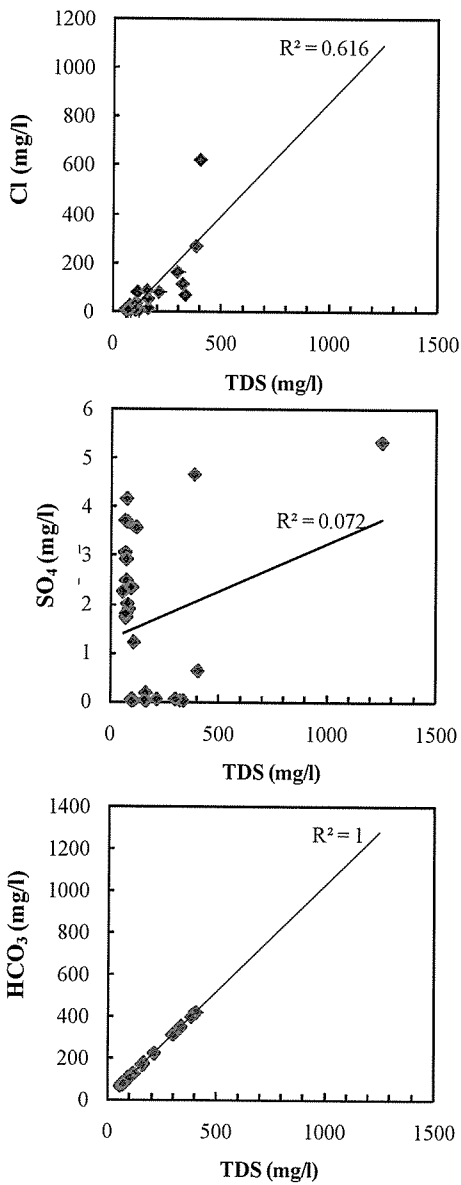 1200
1000
800
600
400
200
0
Cl (mg/l)
R² = 0.616
0 500 1000 1500
TDS (mg/l)
6
5
4
3
2
1
0
SO₄ (mg/l)
R² = 0.072
0 500 1000 1500
TDS (mg/l)
1400
1200
1000
800
600
400
200
0
HCO₃ (mg/l)
R² = 1
0 500 1000 1500
TDS (mg/l)